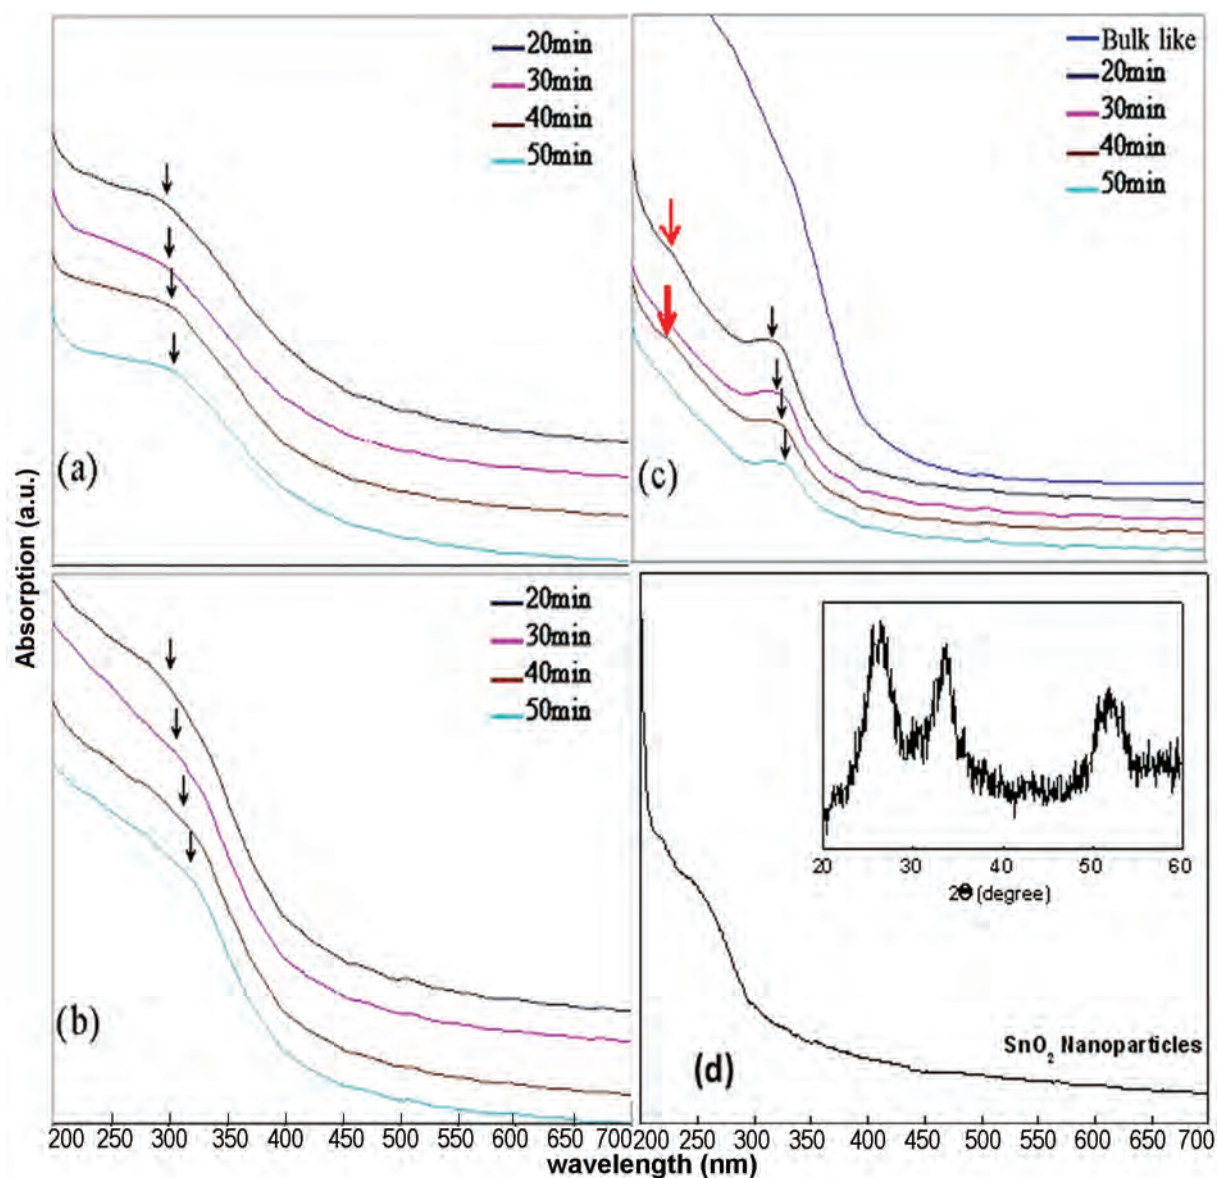 20min
30min
40min
50min
(a)
Bulk like
20min
30min
40min
50min
(c)
Absorption (a.u.)
20min
30min
40min
50min
(b)
20 30 40 50 60
2Θ (degree)
SnO2 Nanoparticles
(d)
200 250 300 350 400 450 500 550 600 650 700
200 250 300 350 400 450 500 550 600 650 700
wavelength (nm)